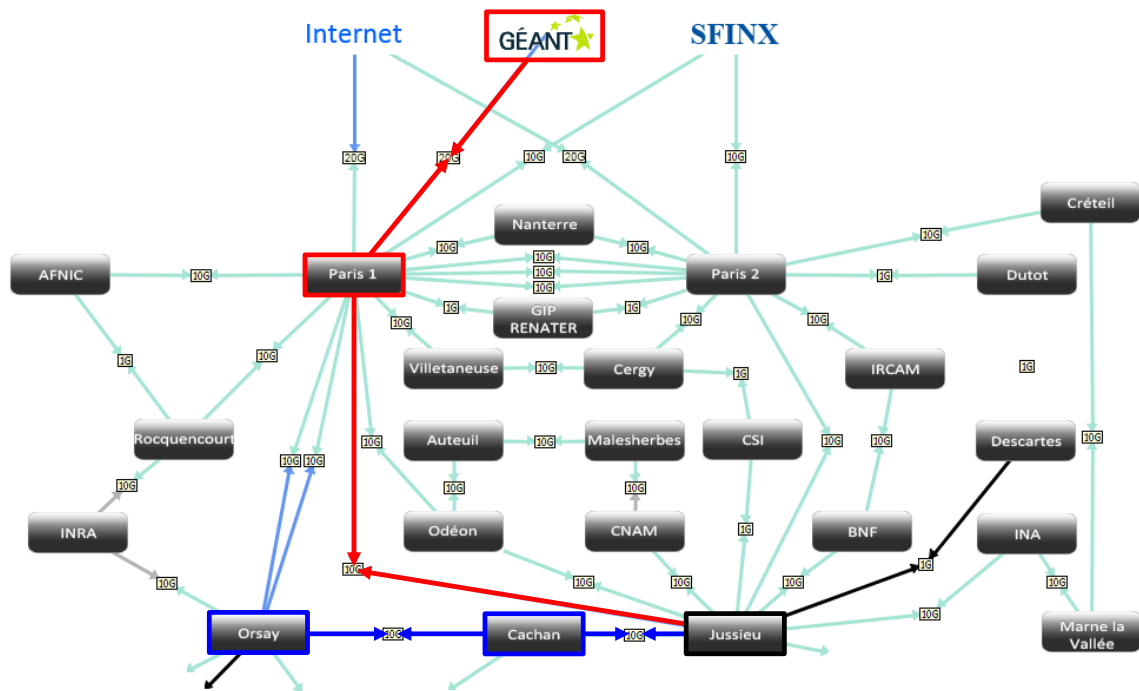 Internet
GÉANT
SFINX
20G
20G
10G
20G
10G
Créteil
Nanterre
10G
10G
10G
10G
AFNIC
10G
Paris 1
10G
10G
Paris 2
1G
Dutot
1G
GIP
RENATER
1G
10G
10G
10G
10G
1G
Villetaneuse
10G
Cergy
1G
IRCAM
1G
Rocquencourt
10G
Auteuil
10G
Malesherbes
CSI
10G
10G
Descartes
10G
10G
10G
10G
10G
10G
INRA
Odéon
CNAM
1G
BNF
INA
10G
10G
10G
10G
10G
1G
10G
10G
Orsay
10G
Cachan
10G
Jussieu
Marne la
Vallée